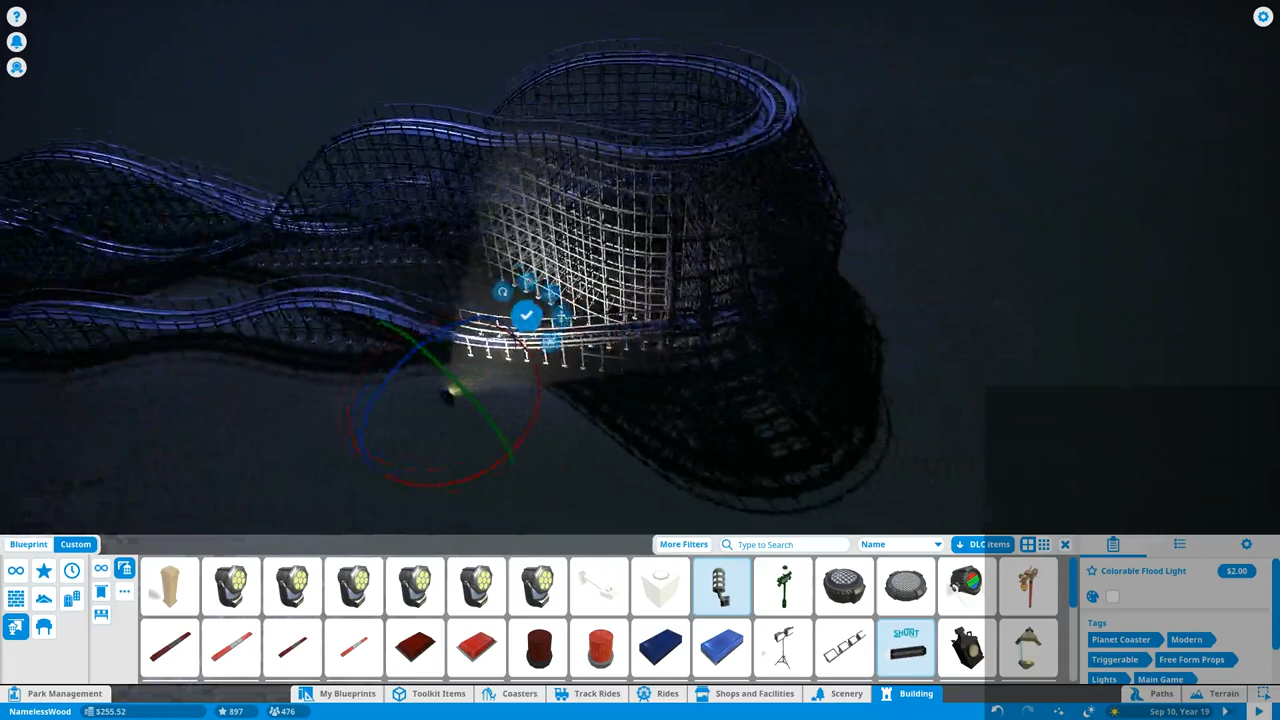 Blueprint
Custom
More Filters
Type to Search
Name
DLC items
Colorable Flood Light
$2.00
Tags
Planet Coaster
Modern
Triggerable
Free Form Props
Lights
Main Game
SHUNT
Park Management
My Blueprints
Toolkit Items
Coasters
Track Rides
Rides
Shops and Facilities
Scenery
Building
Paths
Terrain
NamelessWood
$255.52
897
476
Sep 10, Year 19